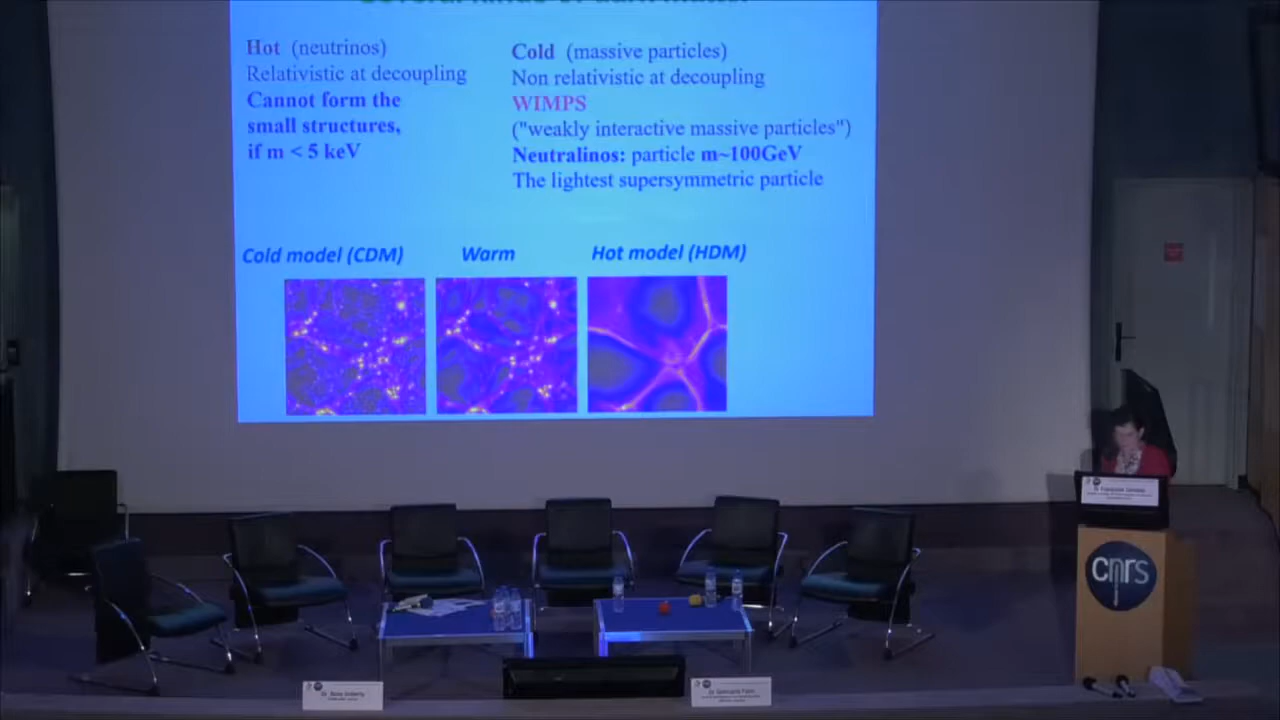 Hot (neutrinos)
Relativistic at decoupling
Cannot form the
small structures,
if m < 5 keV
Cold (massive particles)
Non relativistic at decoupling
WIMPS
("weakly interactive massive particles")
Neutralinos: particle m~100GeV
The lightest supersymmetric particle
Cold model (CDM)
Warm
Hot model (HDM)
cnrs